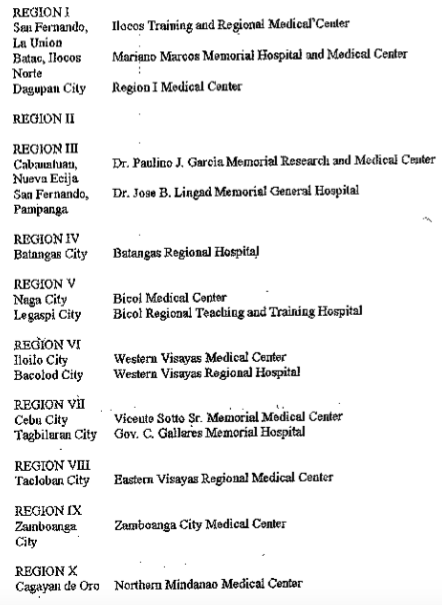 REGION I
San Fernando, Ilocos Training and Regional Medical Center
La Union
Batac, Ilocos Mariano Marcos Memorial Hospital and Medical Center
Norte
Dagupan City Region I Medical Center
REGION II
REGION III
Cabanatuan, Dr. Paulino J. Garcia Memorial Research and Medical Center
Nueva Ecija
San Fernando, Dr. Jose B. Lingad Memorial General Hospital
Pampanga
REGION IV
Batangas City Batangas Regional Hospital
REGION V
Naga City Bicol Medical Center
Legaspi City Bicol Regional Teaching and Training Hospital
REGION VI
Iloilo City Western Visayas Medical Center
Bacolod City Western Visayas Regional Hospital
REGION VII
Cebu City Vicente Sotto Sr. Memorial Medical Center
Tagbilaran City Gov. C. Gallares Memorial Hospital
REGION VIII
Tacloban City Eastern Visayas Regional Medical Center
REGION IX
Zamboanga Zamboanga City Medical Center
City
REGION X
Cagayan de Oro Northern Mindanao Medical Center